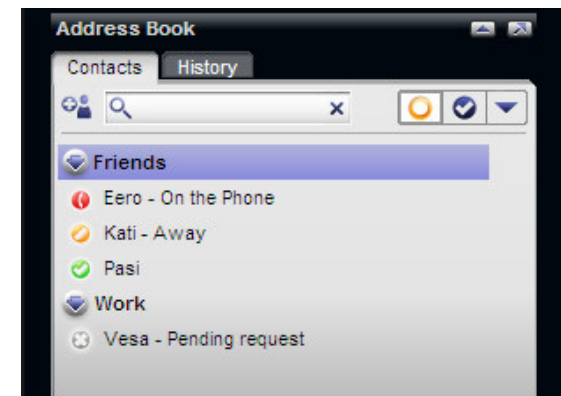 Address Book
Contacts History
Friends
Eero - On the Phone
Kati - Away
Pasi
Work
Vesa - Pending request